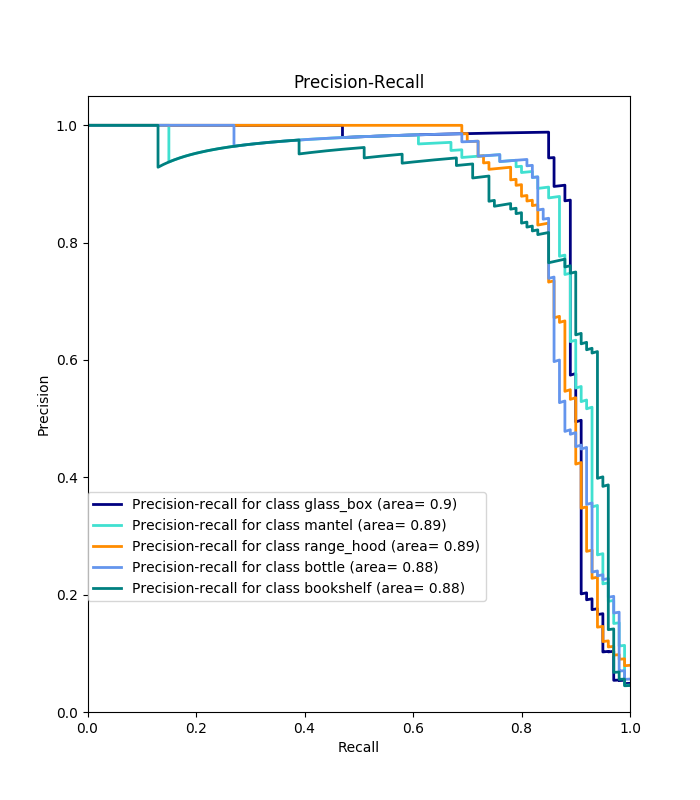 Precision-Recall
1.0
0.8
0.6
0.4
0.2
0.0
Precision
Precision-recall for class glass_box (area= 0.9)
Precision-recall for class mantel (area= 0.89)
Precision-recall for class range_hood (area= 0.89)
Precision-recall for class bottle (area= 0.88)
Precision-recall for class bookshelf (area= 0.88)
0.0 0.2 0.4 0.6 0.8 1.0
Recall